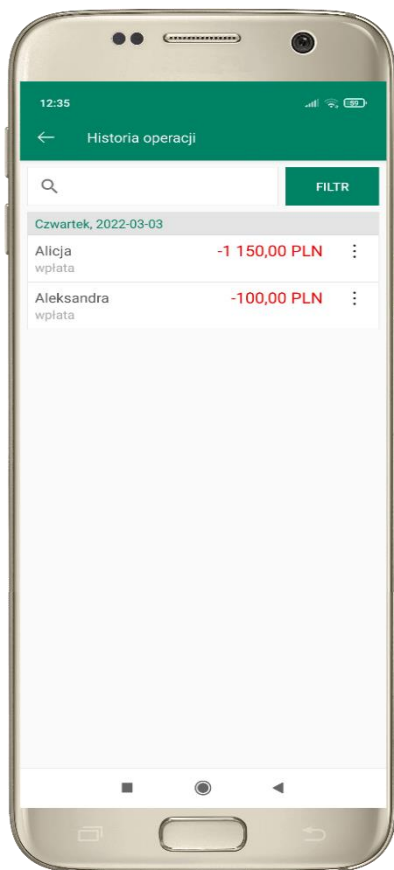 12:35
59
Historia operacji
FILTR
Czwartek, 2022-03-03
Alicja -1 150,00 PLN
wpłata
Aleksandra -100,00 PLN
wpłata